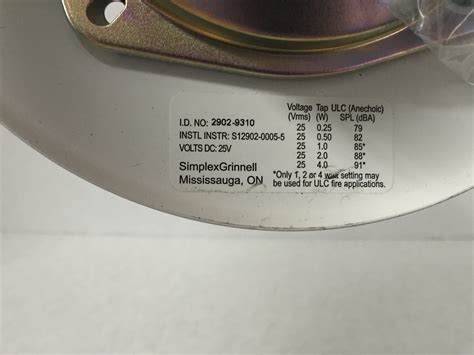 I.D. NO: 2902-9310
INSTL INSTR: S12902-0005-5
VOLTS DC: 25V
SimplexGrinnell
Mississauga, ON
Voltage Tap ULC (Anechoic)
(Vrms) (W) SPL (dBA)
25 0.25 79
25 0.50 82
25 1.0 85*
25 2.0 88*
25 4.0 91*
*Only 1, 2 or 4 Watt setting may
be used for ULC fire applications.